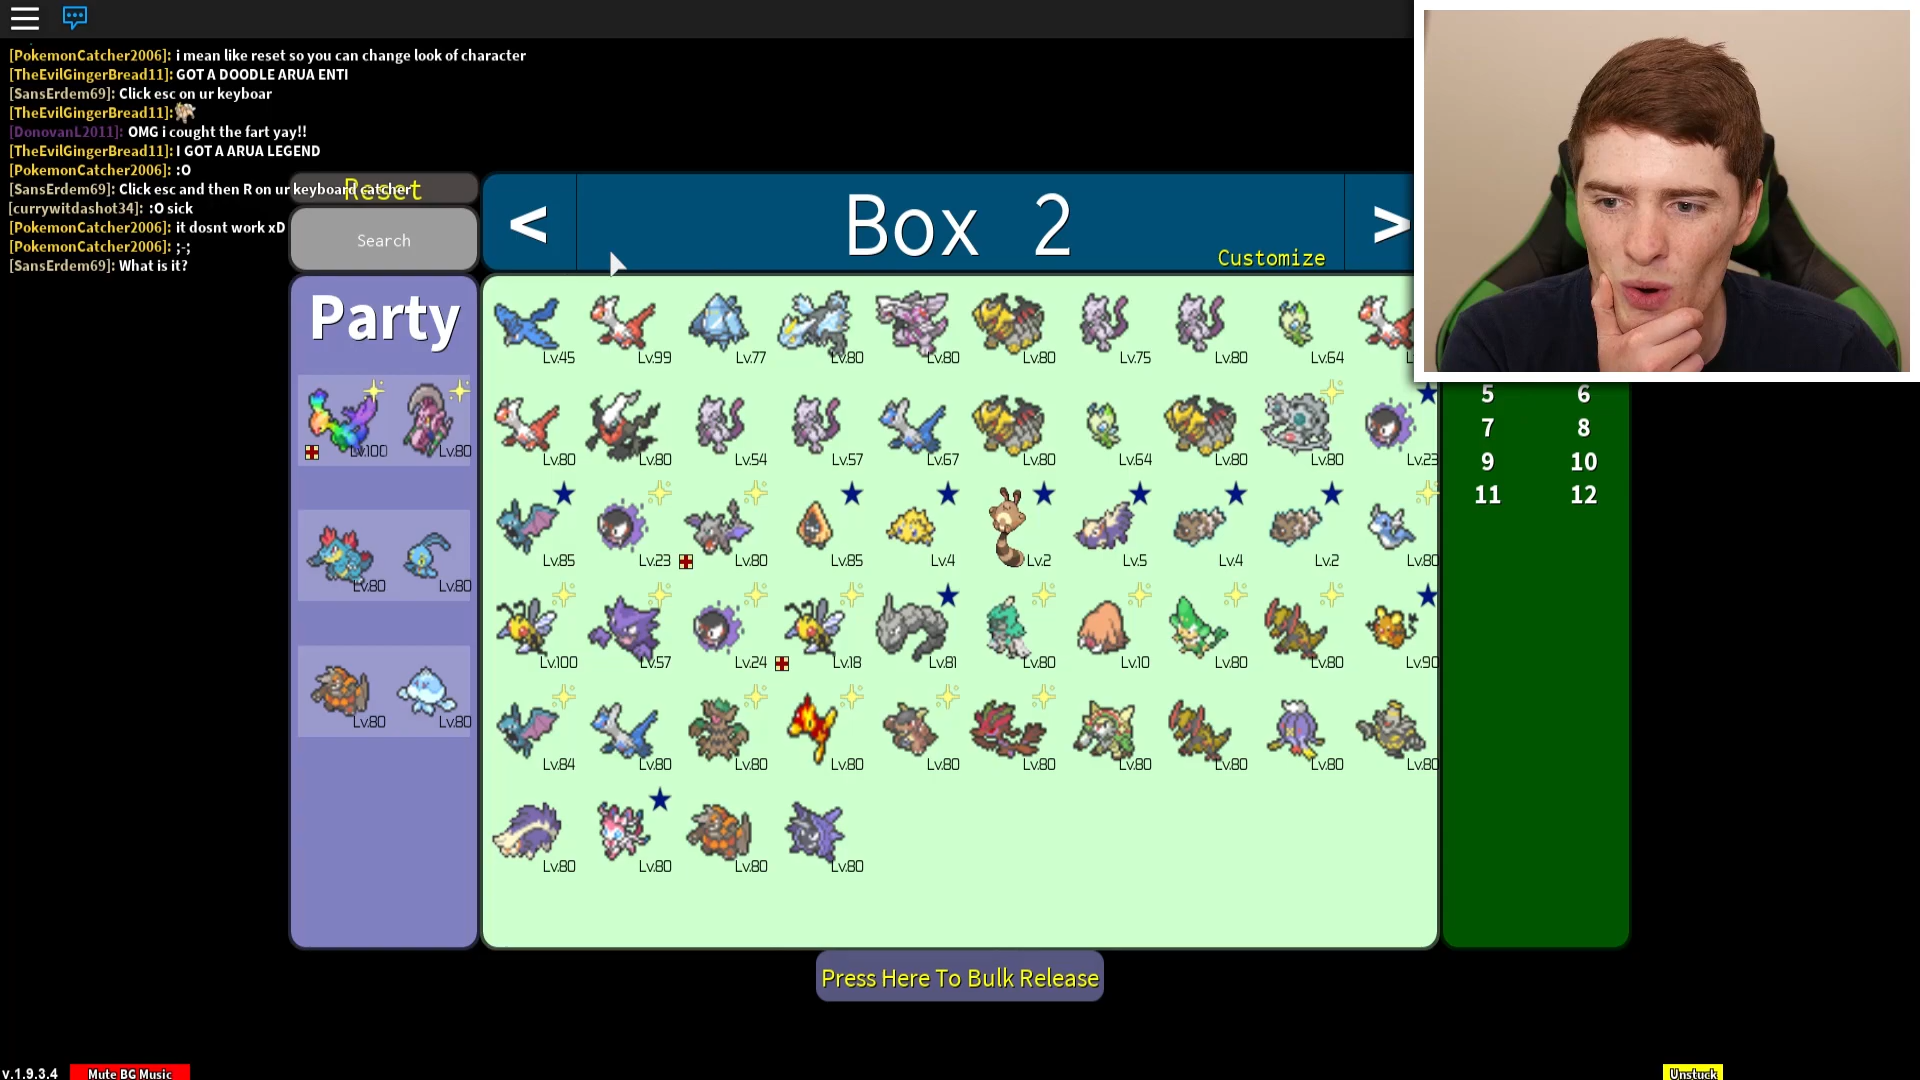 [PokemonCatcher2006]: i mean like reset so you can change look of character
[TheEvilGingerBread11]: GOT A DOODLE ARUA ENTI
[SansErdem69]: Click esc on ur keyboar
[TheEvilGingerBread11]:
[DonovanL2011]: OMG i cought the fart yay!!
[TheEvilGingerBread11]: I GOT A ARUA LEGEND
[PokemonCatcher2006]: :O
[SansErdem69]: Click esc and then R on ur keyboard catcher
[currywitdashot34]: :O sick
[PokemonCatcher2006]: it dosnt work xD
[PokemonCatcher2006]: ;-;
[SansErdem69]: What is it?
Reset
Search
< Box 2 >
Customize
Party
Lv.100 Lv.80
Lv.80 Lv.80
Lv.80 Lv.80
Lv.45 Lv.99 Lv.77 Lv.80 Lv.80 Lv.80 Lv.75 Lv.80 Lv.64
Lv.80 Lv.80 Lv.54 Lv.57 Lv.67 Lv.80 Lv.64 Lv.80 Lv.80 Lv.23
Lv.85 Lv.23 Lv.80 Lv.85 Lv.4 Lv.2 Lv.5 Lv.4 Lv.2 Lv.80
Lv.100 Lv.57 Lv.24 Lv.18 Lv.81 Lv.80 Lv.10 Lv.80 Lv.80 Lv.90
Lv.84 Lv.80 Lv.80 Lv.80 Lv.80 Lv.80 Lv.80 Lv.80 Lv.80 Lv.80
Lv.80 Lv.80 Lv.80 Lv.80
5 6
7 8
9 10
11 12
Press Here To Bulk Release
v.1.9.3.4
Mute BG Music
Unstuck